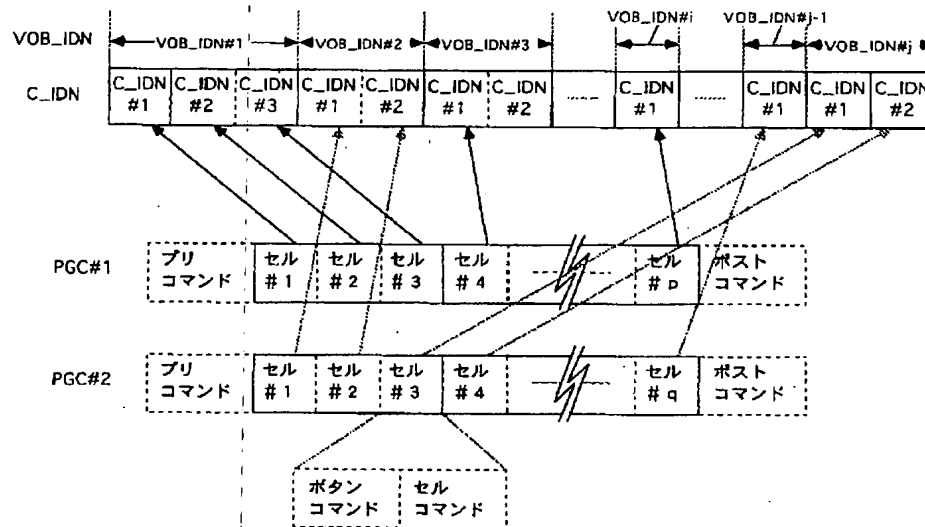 VOB_IDN
VOB_IDN#1
VOB_IDN#2
VOB_IDN#3
VOB_IDN#i
VOB_IDN#j-1
VOB_IDN#j
C_IDN
C_IDN #1
C_IDN #2
C_IDN #3
C_IDN #1
C_IDN #2
C_IDN #1
C_IDN #2
C_IDN #1
C_IDN #1
C_IDN #1
C_IDN #2
PGC#1
プリ
コマンド
セル
#1
セル
#2
セル
#3
セル
#4
セル
#p
ポスト
コマンド
PGC#2
プリ
コマンド
セル
#1
セル
#2
セル
#3
セル
#4
セル
#q
ポスト
コマンド
ボタン
コマンド
セル
コマンド